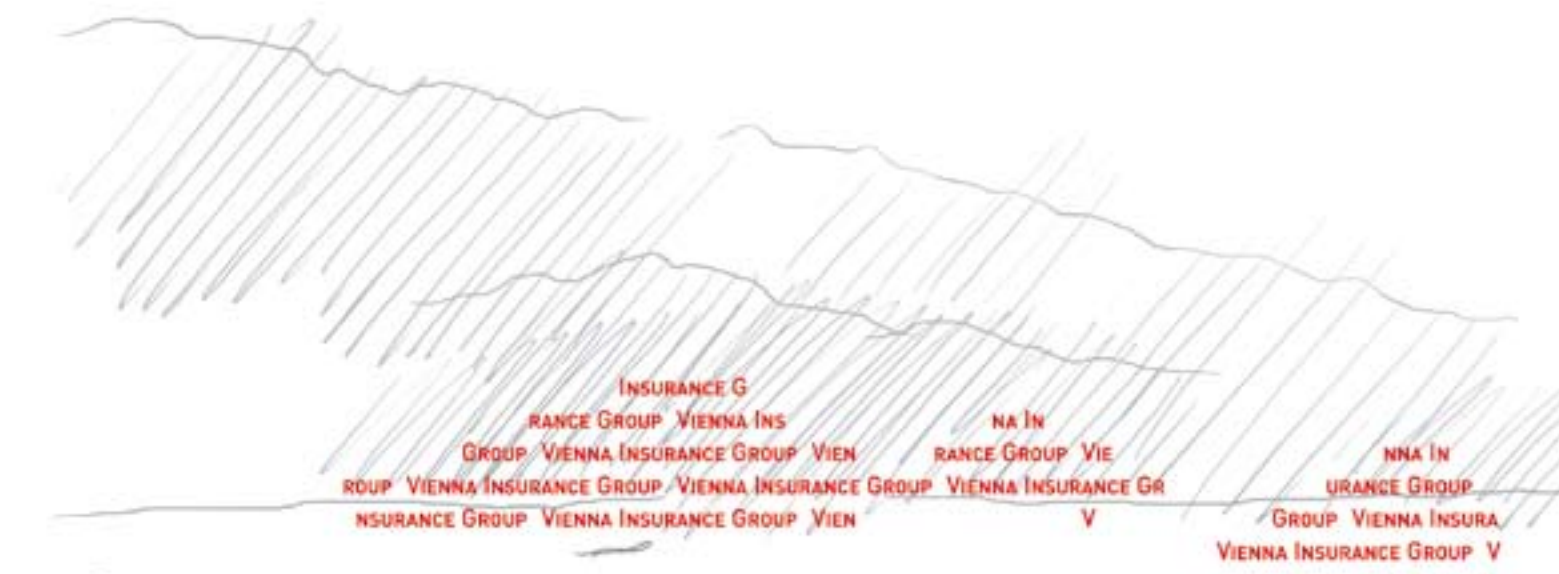 INSURANCE G
RANCE GROUP VIENNA INS NA IN
GROUP VIENNA INSURANCE GROUP VIEN RANCE GROUP VIE NNA IN
ROUP VIENNA INSURANCE GROUP VIENNA INSURANCE GROUP VIENNA INSURANCE GR URANCE GROUP
NSURANCE GROUP VIENNA INSURANCE GROUP VIEN V GROUP VIENNA INSURA
VIENNA INSURANCE GROUP V